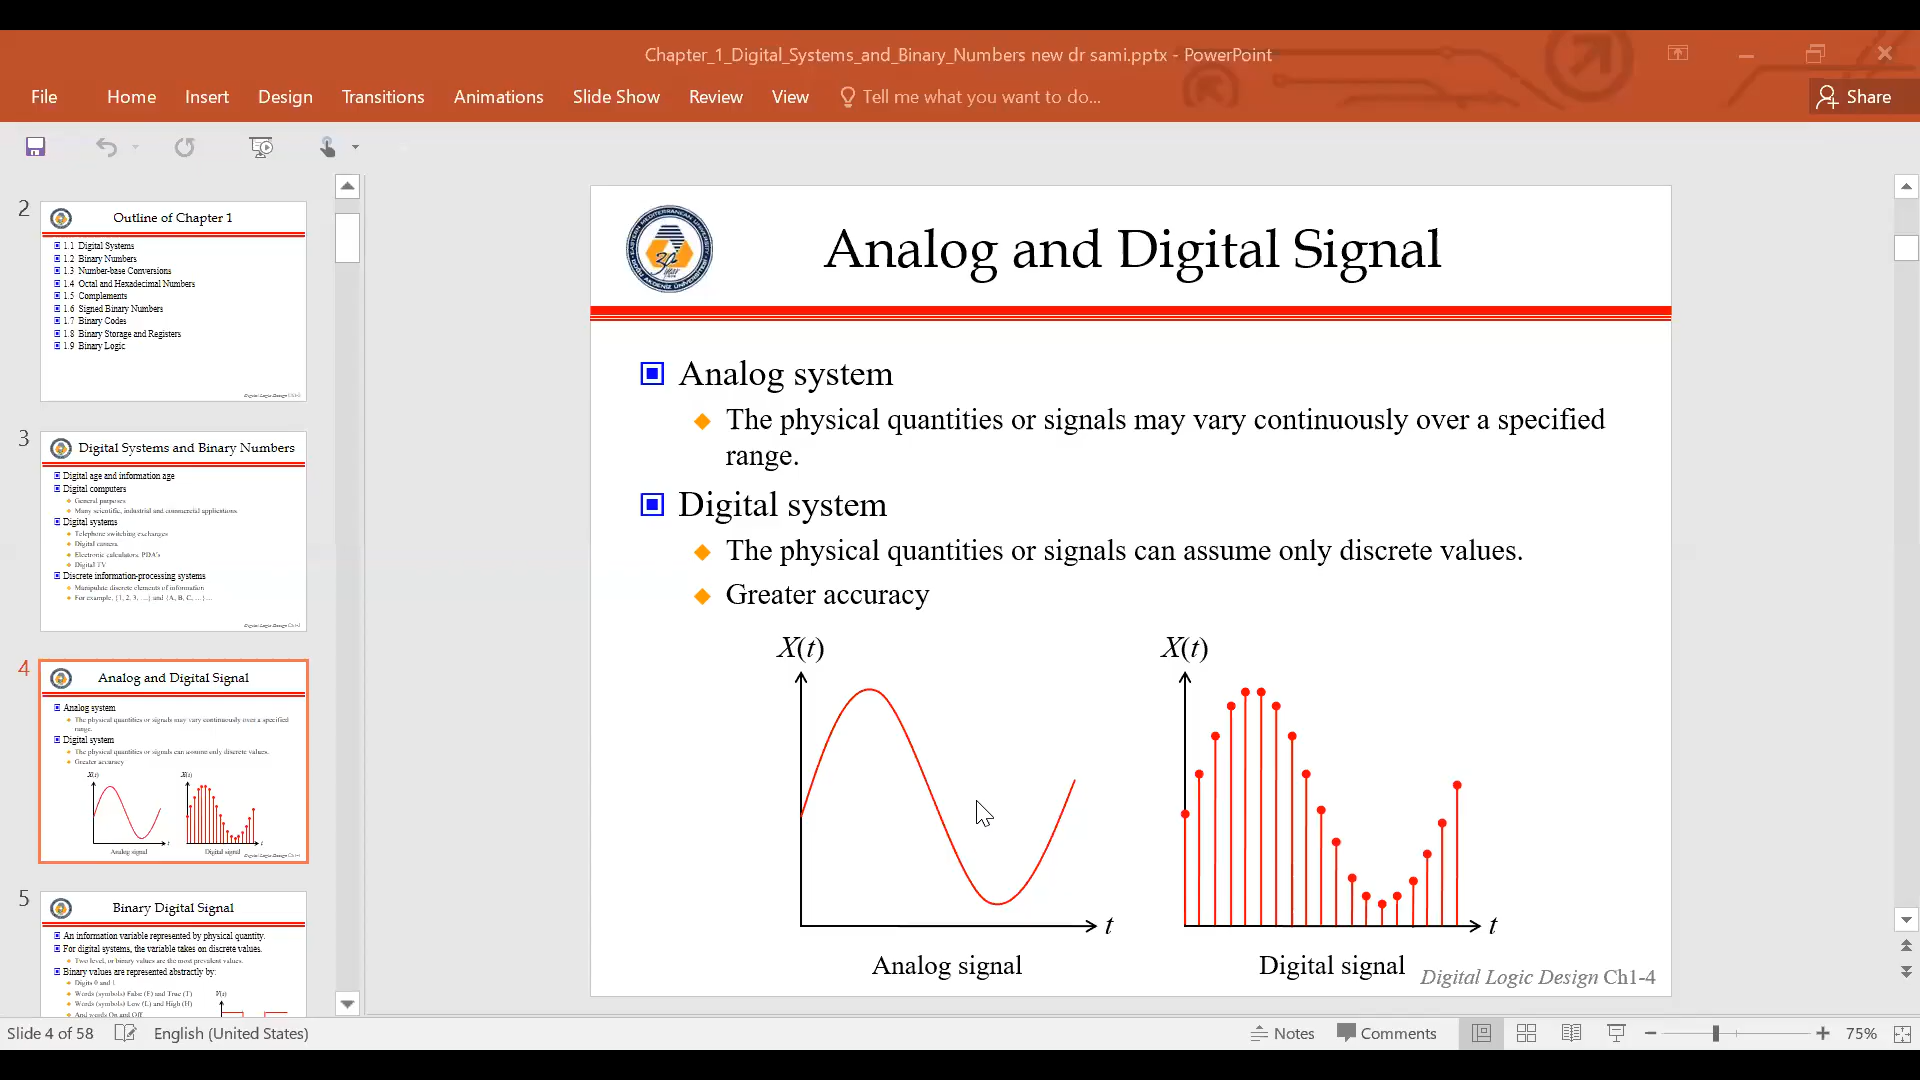 Chapter_1_Digital_Systems_and_Binary_Numbers new dr sami.pptx - PowerPoint
File Home Insert Design Transitions Animations Slide Show Review View Tell me what you want to do... Share
2
Outline of Chapter 1
1.1 Digital Systems
1.2 Binary Numbers
1.3 Number-base Conversions
1.4 Octal and Hexadecimal Numbers
1.5 Complements
1.6 Signed Binary Numbers
1.7 Binary Codes
1.8 Binary Storage and Registers
1.9 Binary Logic
3
Digital Systems and Binary Numbers
Digital age and information age
Digital computers
General purposes
Many scientific, industrial and commercial applications
Digital systems
Telephone switching exchanges
Digital camera
Electronic calculators, PDA's
Digital TV
Discrete information-processing systems
Manipulate discrete elements of information
For example, {1, 2, 3, ...} and {A, B, C, ...}...
4
Analog and Digital Signal
Analog system
The physical quantities or signals may vary continuously over a specified
range.
Digital system
The physical quantities or signals can assume only discrete values.
Greater accuracy
X(t) X(t)
t t
Analog signal Digital signal
Digital Logic Design Ch1-4
5
Binary Digital Signal
An information variable represented by physical quantity.
For digital systems, the variable takes on discrete values.
Two level, or binary values are the most prevalent values.
Binary values are represented abstractly by:
Digits 0 and 1
Words (symbols) False (F) and True (T)
Words (symbols) Low (L) and High (H)
And words On and Off
V(t)
Analog and Digital Signal
Analog system
The physical quantities or signals may vary continuously over a specified
range.
Digital system
The physical quantities or signals can assume only discrete values.
Greater accuracy
X(t) X(t)
t t
Analog signal Digital signal
Digital Logic Design Ch1-4
Slide 4 of 58 English (United States) Notes Comments 75%